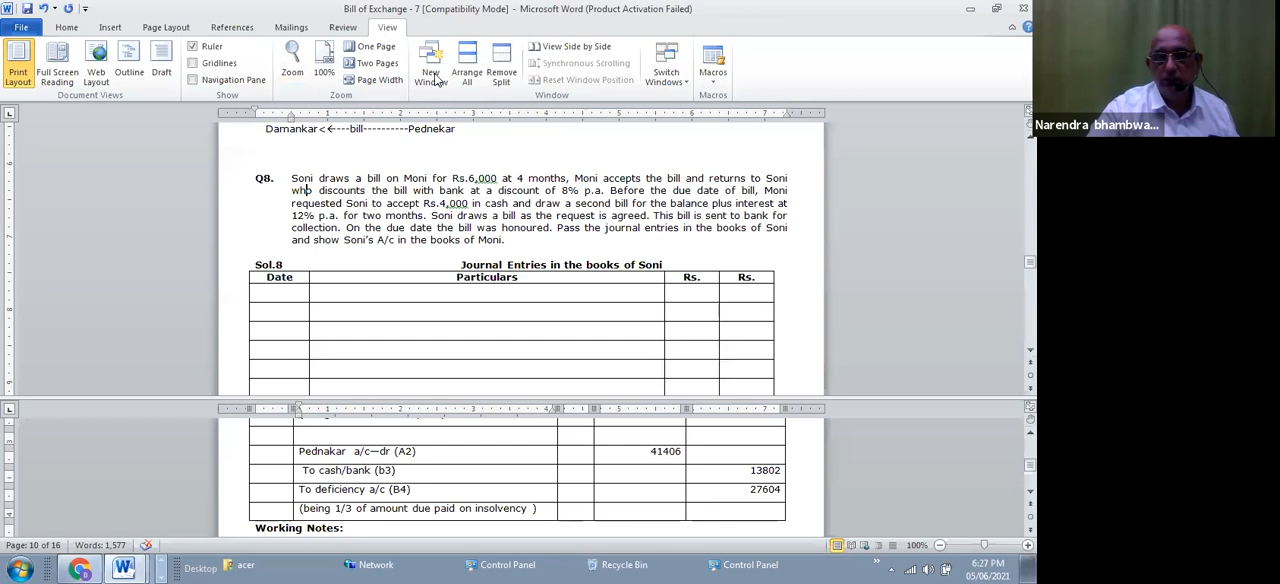 Bill of Exchange - 7 [Compatibility Mode] - Microsoft Word (Product Activation Failed)
File Home Insert Page Layout References Mailings Review View
Print Layout
Full Screen Reading
Web Layout
Outline
Draft
Document Views
Ruler
Gridlines
Navigation Pane
Show
Zoom
100%
One Page
Two Pages
Page Width
Zoom
New Window
Arrange All
Remove Split
View Side by Side
Synchronous Scrolling
Reset Window Position
Window
Switch Windows
Macros
Macros
Narendra bhambwa...
Damankar<<----bill----------Pednekar
Q8. Soni draws a bill on Moni for Rs.6,000 at 4 months, Moni accepts the bill and returns to Soni
who discounts the bill with bank at a discount of 8% p.a. Before the due date of bill, Moni
requested Soni to accept Rs.4,000 in cash and draw a second bill for the balance plus interest at
12% p.a. for two months. Soni draws a bill as the request is agreed. This bill is sent to bank for
collection. On the due date the bill was honoured. Pass the journal entries in the books of Soni
and show Soni's A/c in the books of Moni.
Sol.8 Journal Entries in the books of Soni
Date Particulars Rs. Rs.
Pednakar a/c—dr (A2) 41406
To cash/bank (b3) 13802
To deficiency a/c (B4) 27604
(being 1/3 of amount due paid on insolvency )
Working Notes:
Page: 10 of 16 Words: 1,577 100%
Desktop acer Network Control Panel Recycle Bin Control Panel
6:27 PM
05/06/2021